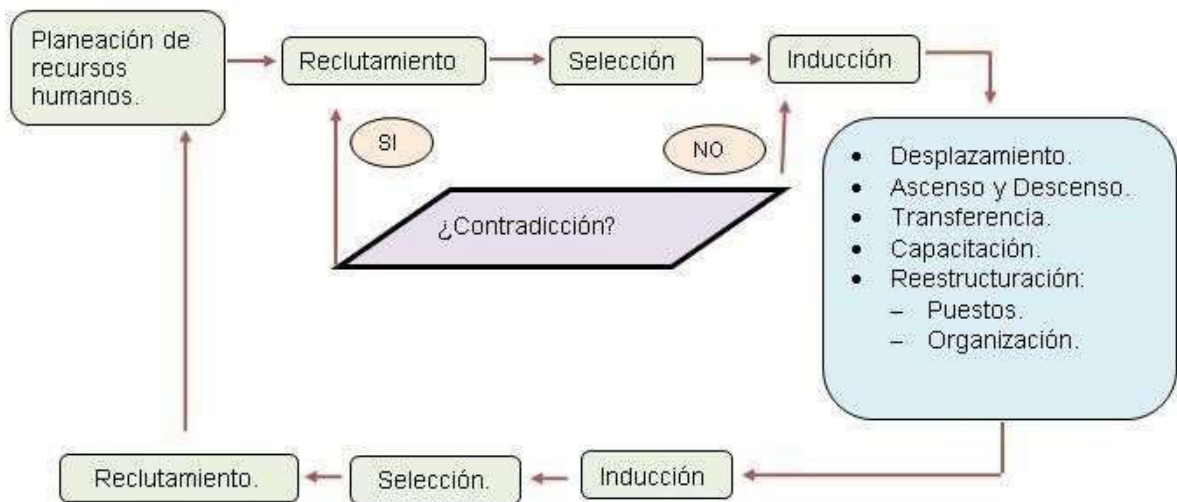 Planeación de
recursos
humanos.
Reclutamiento
Selección
Inducción
SI
NO
¿Contradicción?
• Desplazamiento.
• Ascenso y Descenso.
• Transferencia.
• Capacitación.
• Reestructuración:
– Puestos.
– Organización.
Reclutamiento.
Selección.
Inducción